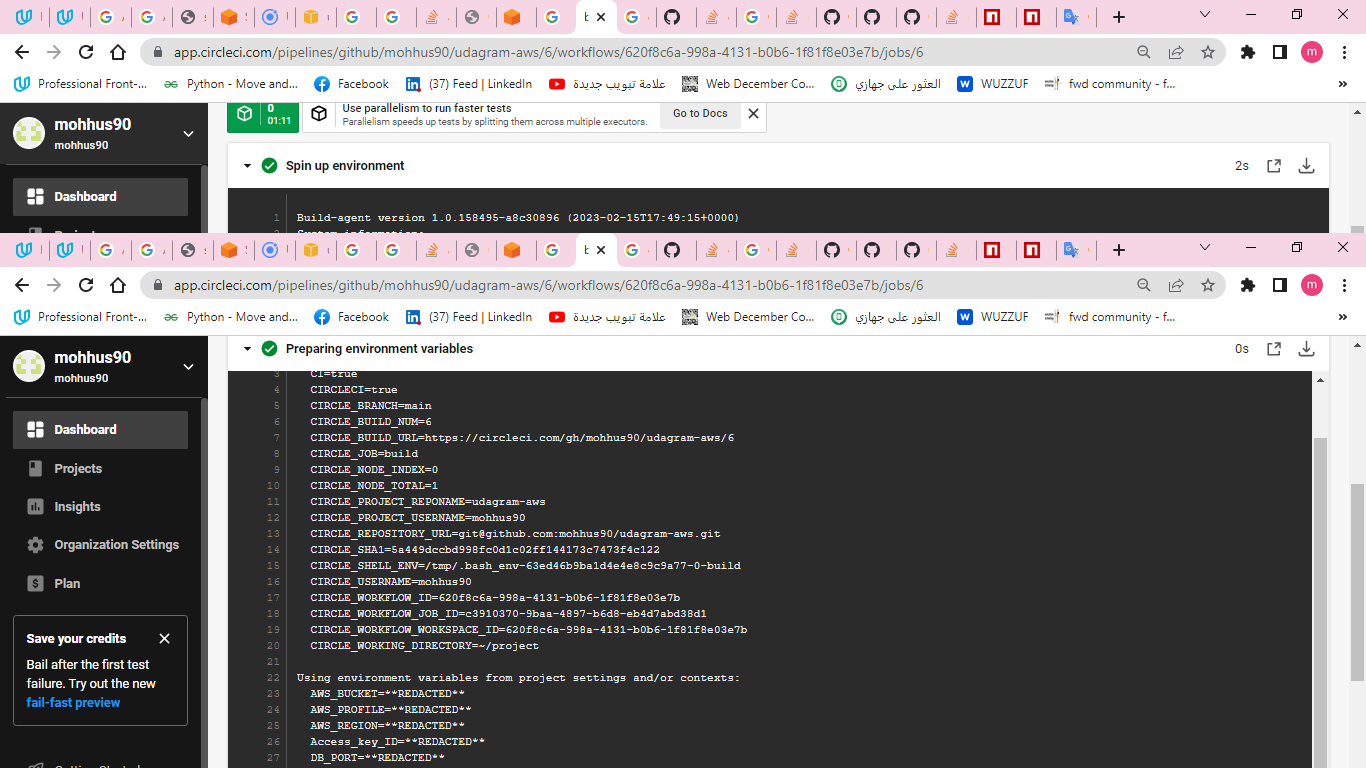 app.circleci.com/pipelines/github/mohhus90/udagram-aws/6/workflows/620f8c6a-998a-4131-b0b6-1f81f8e03e7b/jobs/6
m
Professional Front-...
Python - Move and...
Facebook
(37) Feed | LinkedIn
علامة تبويب جديدة
Web December Co...
العثور على جهازي
WUZZUF
fwd community - f...
»
mohhus90
mohhus90
0
01:11
Use parallelism to run faster tests
Parallelism speeds up tests by splitting them across multiple executors.
Go to Docs
Spin up environment
2s
Dashboard
1 Build-agent version 1.0.158495-a8c30896 (2023-02-15T17:49:15+0000)
2 System information:
app.circleci.com/pipelines/github/mohhus90/udagram-aws/6/workflows/620f8c6a-998a-4131-b0b6-1f81f8e03e7b/jobs/6
m
Professional Front-...
Python - Move and...
Facebook
(37) Feed | LinkedIn
علامة تبويب جديدة
Web December Co...
العثور على جهازي
WUZZUF
fwd community - f...
»
mohhus90
mohhus90
Dashboard
Projects
Insights
Organization Settings
Plan
Save your credits
Bail after the first test
failure. Try out the new
fail-fast preview
Getting Started
Preparing environment variables
0s
3 CI=true
4 CIRCLECI=true
5 CIRCLE_BRANCH=main
6 CIRCLE_BUILD_NUM=6
7 CIRCLE_BUILD_URL=https://circleci.com/gh/mohhus90/udagram-aws/6
8 CIRCLE_JOB=build
9 CIRCLE_NODE_INDEX=0
10 CIRCLE_NODE_TOTAL=1
11 CIRCLE_PROJECT_REPONAME=udagram-aws
12 CIRCLE_PROJECT_USERNAME=mohhus90
13 CIRCLE_REPOSITORY_URL=git@github.com:mohhus90/udagram-aws.git
14 CIRCLE_SHA1=5a449dccbd998fc0d1c02ff144173c7473f4c122
15 CIRCLE_SHELL_ENV=/tmp/.bash_env-63ed46b9ba1d4e4e8c9c9a77-0-build
16 CIRCLE_USERNAME=mohhus90
17 CIRCLE_WORKFLOW_ID=620f8c6a-998a-4131-b0b6-1f81f8e03e7b
18 CIRCLE_WORKFLOW_JOB_ID=c3910370-9baa-4897-b6d8-eb4d7abd38d1
19 CIRCLE_WORKFLOW_WORKSPACE_ID=620f8c6a-998a-4131-b0b6-1f81f8e03e7b
20 CIRCLE_WORKING_DIRECTORY=~/project
21
22 Using environment variables from project settings and/or contexts:
23 AWS_BUCKET=**REDACTED**
24 AWS_PROFILE=**REDACTED**
25 AWS_REGION=**REDACTED**
26 Access_key_ID=**REDACTED**
27 DB_PORT=**REDACTED**